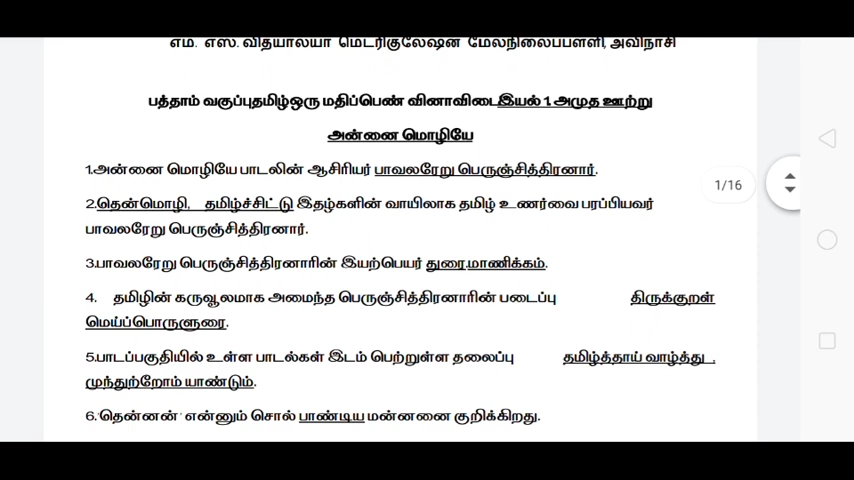 எம். எஸ். வித்யாலயா மெட்ரிகுலேஷன் மேல்நிலைப்பள்ளி, அவிநாசி
பத்தாம் வகுப்புதமிழ்ஒரு மதிப்பெண் வினாவிடைஇயல் 1.அமுத ஊற்று
அன்னை மொழியே
1.அன்னை மொழியே பாடலின் ஆசிரியர் பாவலரேறு பெருஞ்சித்திரனார்.
1/16
2.தென்மொழி, தமிழ்ச்சிட்டு இதழ்களின் வாயிலாக தமிழ் உணர்வை பரப்பியவர்
பாவலரேறு பெருஞ்சித்திரனார்.
3.பாவலரேறு பெருஞ்சித்திரனாரின் இயற்பெயர் துரை.மாணிக்கம்.
4. தமிழின் கருவூலமாக அமைந்த பெருஞ்சித்திரனாரின் படைப்பு திருக்குறள்
மெய்ப்பொருளுரை.
5.பாடப்பகுதியில் உள்ள பாடல்கள் இடம் பெற்றுள்ள தலைப்பு தமிழ்த்தாய் வாழ்த்து .
முந்துற்றோம் யாண்டும்.
6.'தென்னன்' என்னும் சொல் பாண்டிய மன்னனை குறிக்கிறது.